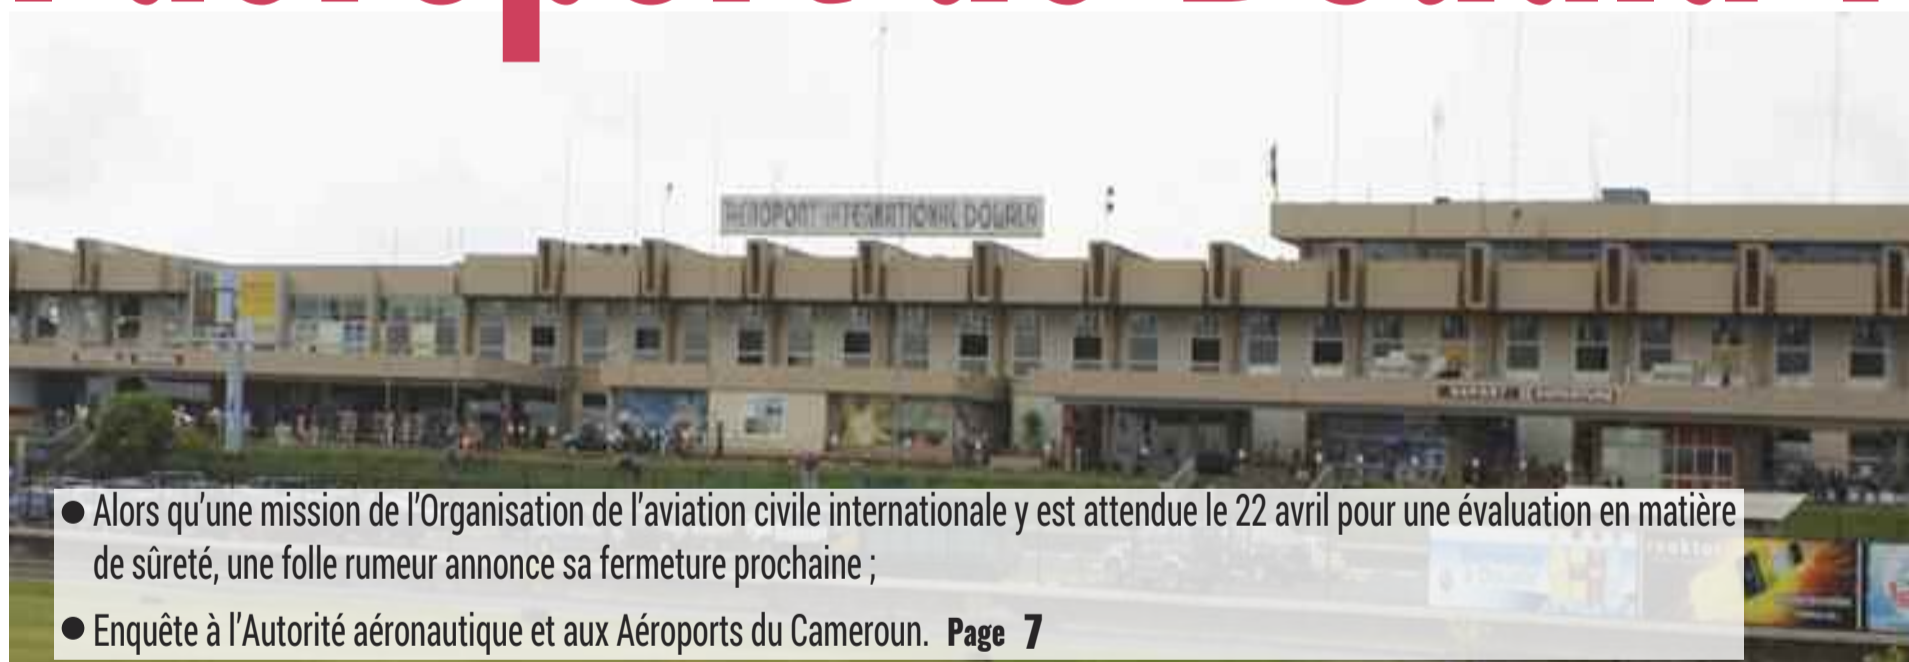 AEROPORT INTERNATIONAL DOUALA
● Alors qu’une mission de l’Organisation de l’aviation civile internationale y est attendue le 22 avril pour une évaluation en matière
de sûreté, une folle rumeur annonce sa fermeture prochaine ;
● Enquête à l’Autorité aéronautique et aux Aéroports du Cameroun. Page 7